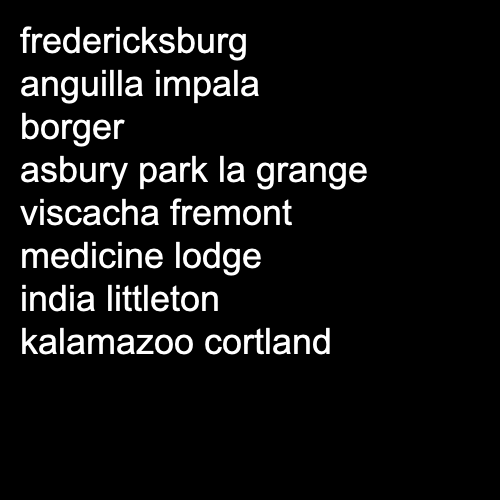 fredericksburg
anguilla impala
borger
asbury park la grange
viscacha fremont
medicine lodge
india littleton
kalamazoo cortland